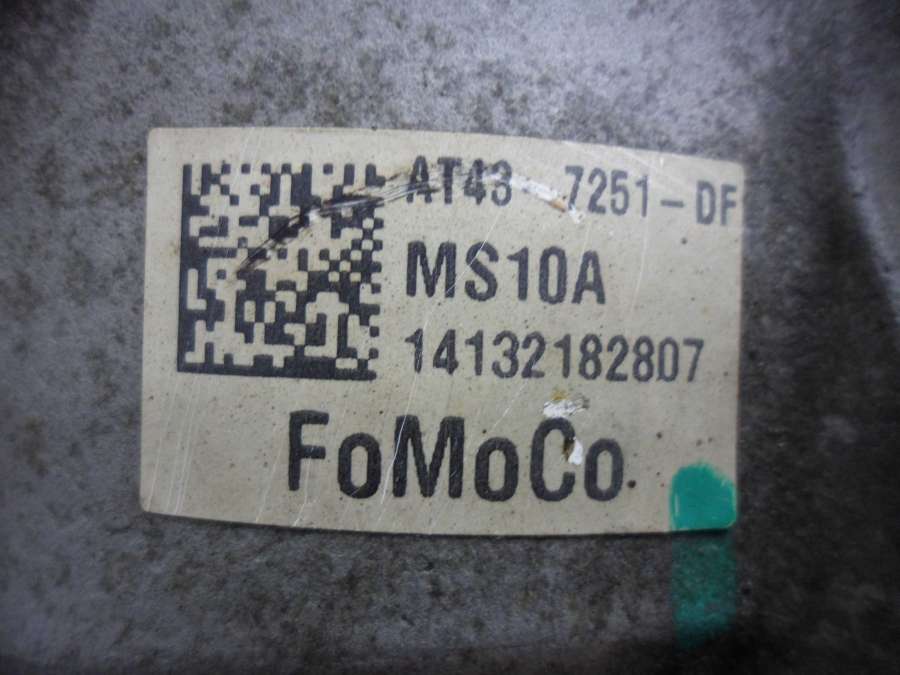 AT43 7251-DF
MS10A
14132182807
FoMoCo